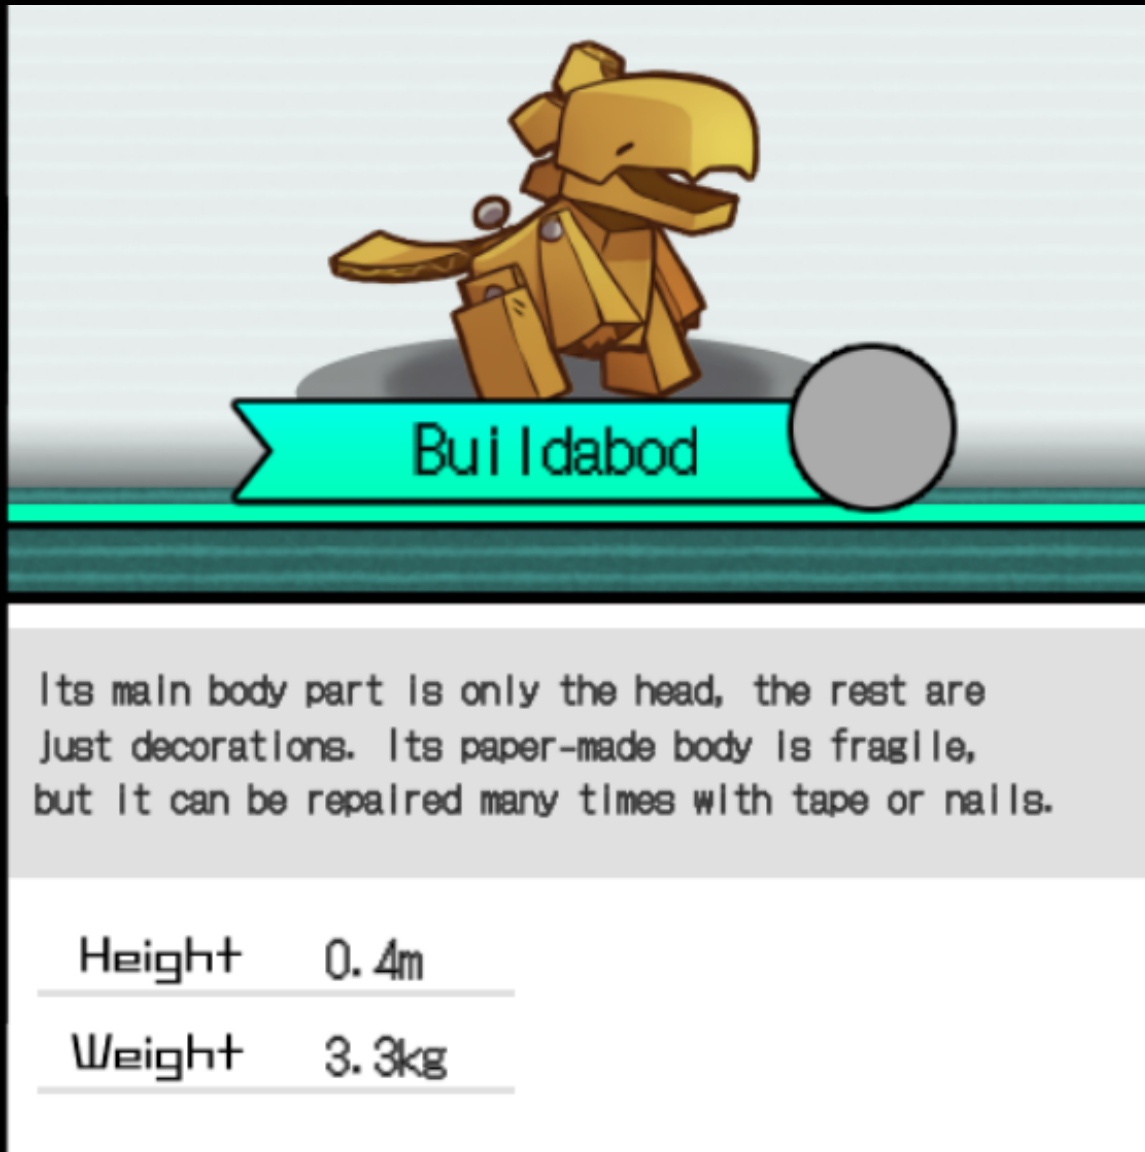 Buildabod
Its main body part is only the head, the rest are
just decorations. Its paper-made body is fragile,
but it can be repaired many times with tape or nails.
Height 0.4m
Weight 3.3kg